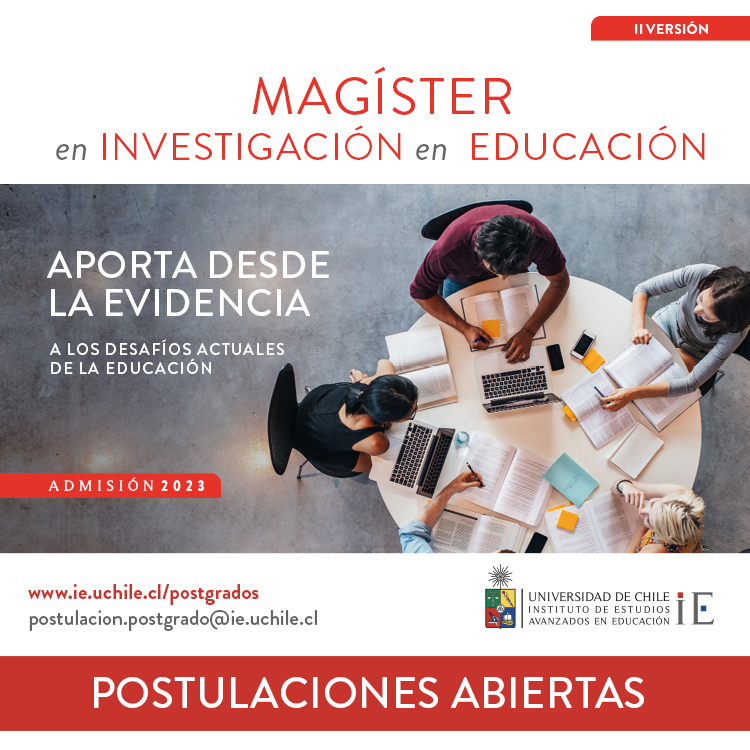 II VERSIÓN
MAGÍSTER
en INVESTIGACIÓN en EDUCACIÓN
APORTA DESDE
LA EVIDENCIA
A LOS DESAFÍOS ACTUALES
DE LA EDUCACIÓN
ADMISIÓN 2023
www.ie.uchile.cl/postgrados
postulacion.postgrado@ie.uchile.cl
UNIVERSIDAD DE CHILE
INSTITUTO DE ESTUDIOS
AVANZADOS EN EDUCACIÓN
iE
POSTULACIONES ABIERTAS